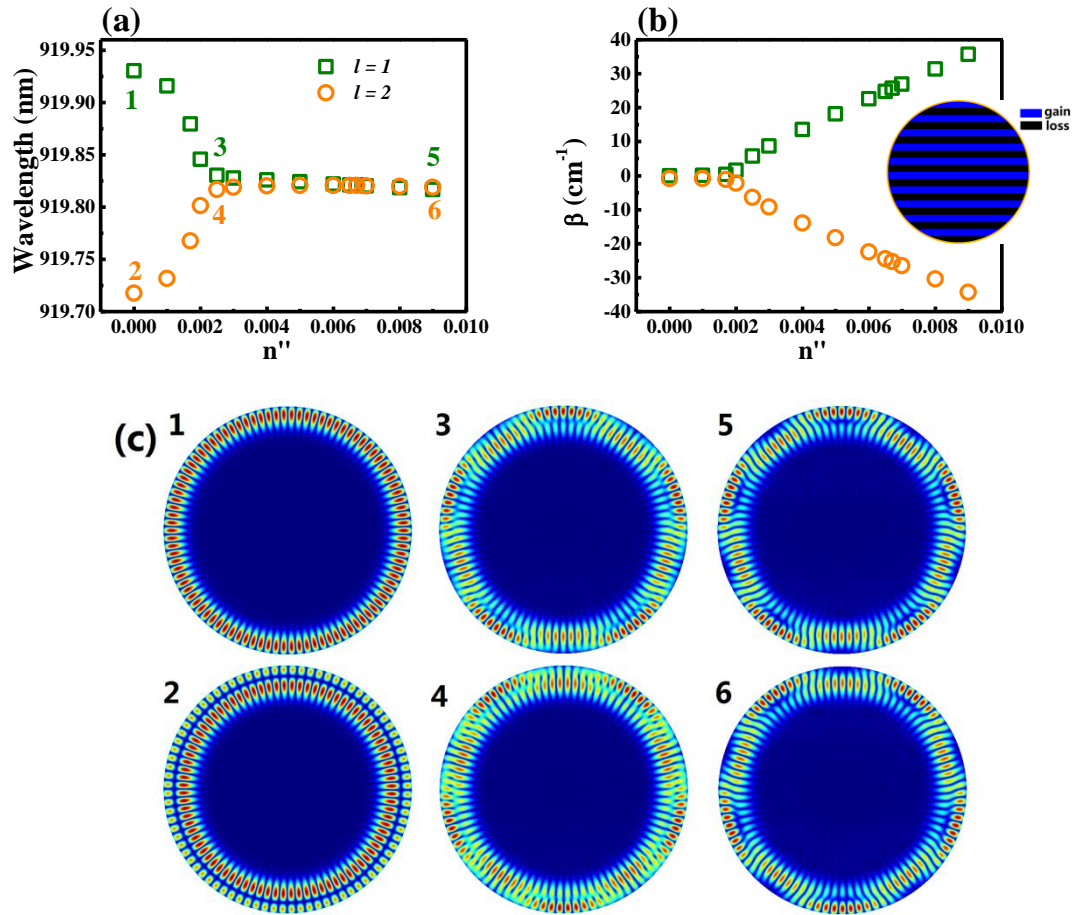 (a)
Wavelength (nm)
919.95
919.90
919.85
919.80
919.75
919.70
0.000 0.002 0.004 0.006 0.008 0.010
n''
l = 1
l = 2
1
2
3
4
5
6
(b)
β (cm⁻¹)
40
30
20
10
0
-10
-20
-30
-40
0.000 0.002 0.004 0.006 0.008 0.010
n''
gain
loss
(c)
1 3 5
2 4 6